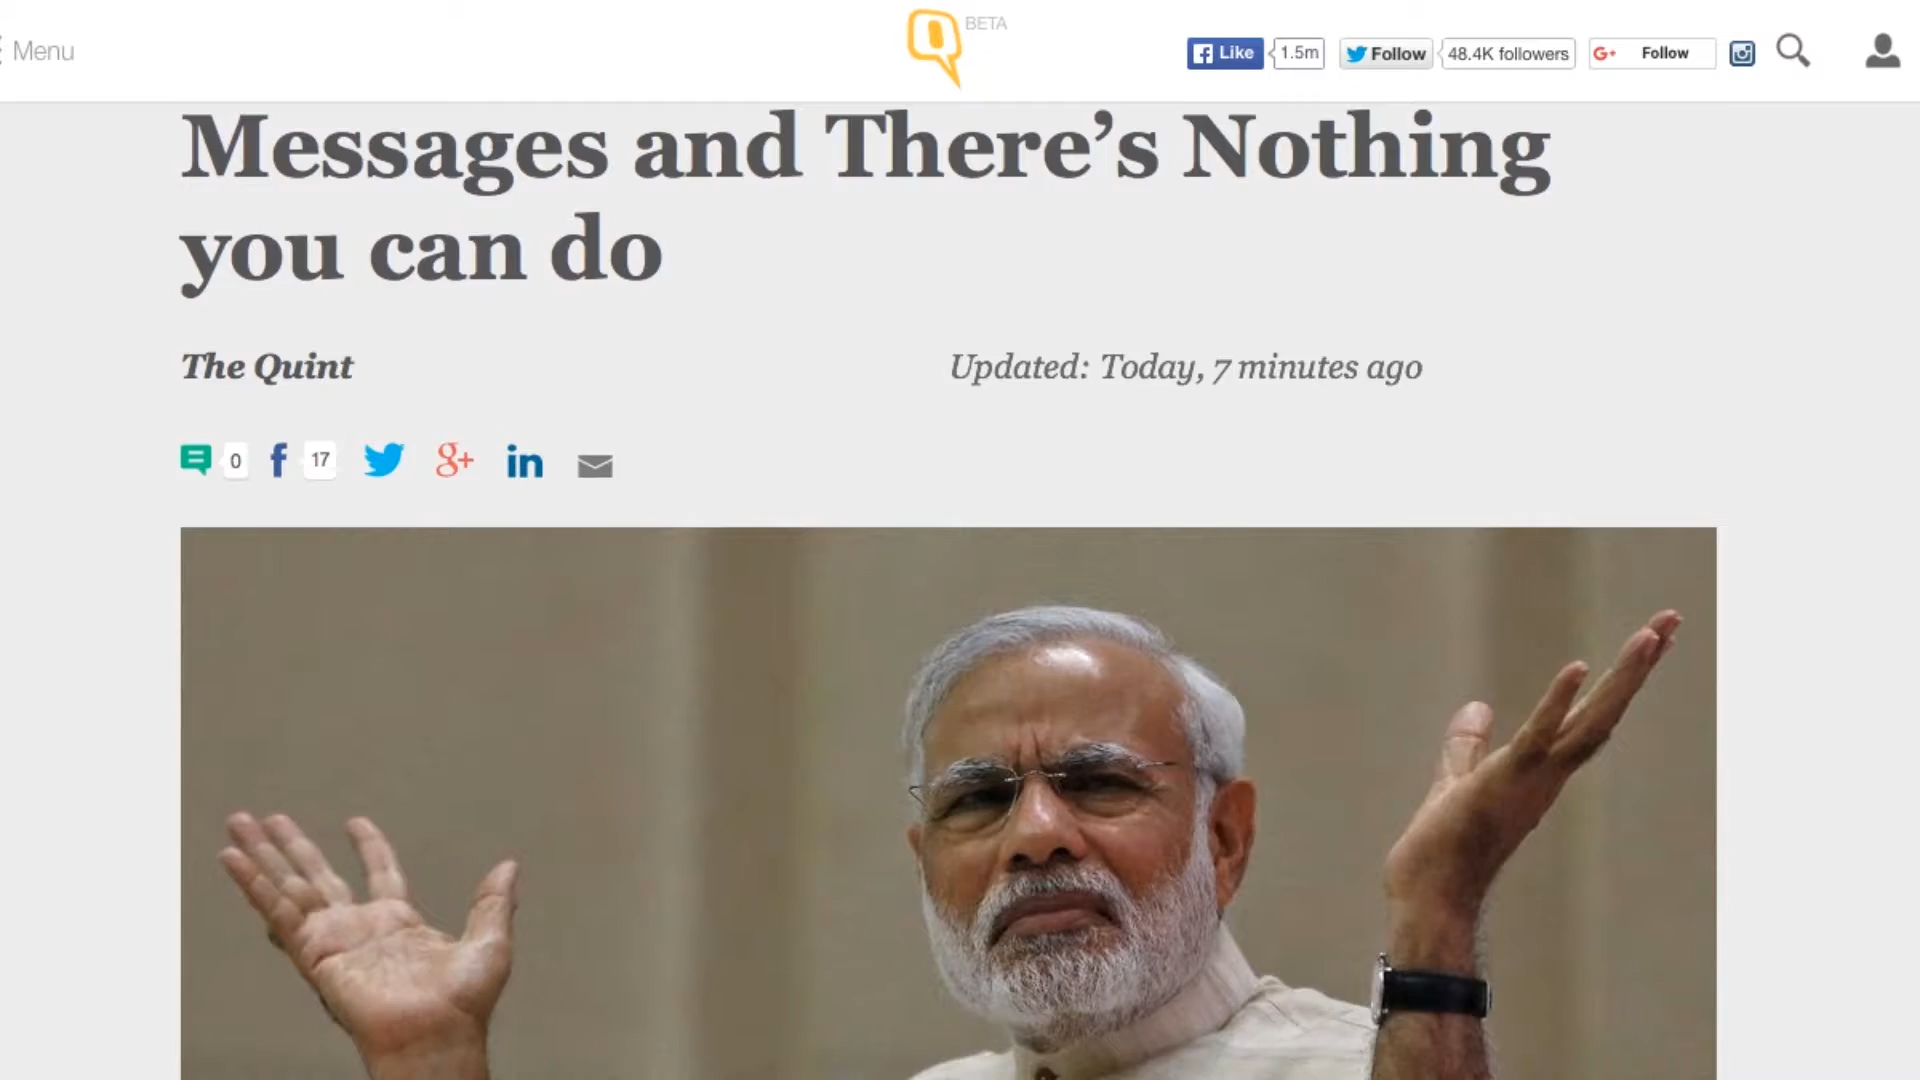 Menu
BETA
Like 1.5m Follow 48.4K followers G+ Follow
Messages and There’s Nothing
you can do
The Quint
Updated: Today, 7 minutes ago
0 f 17 g+ in